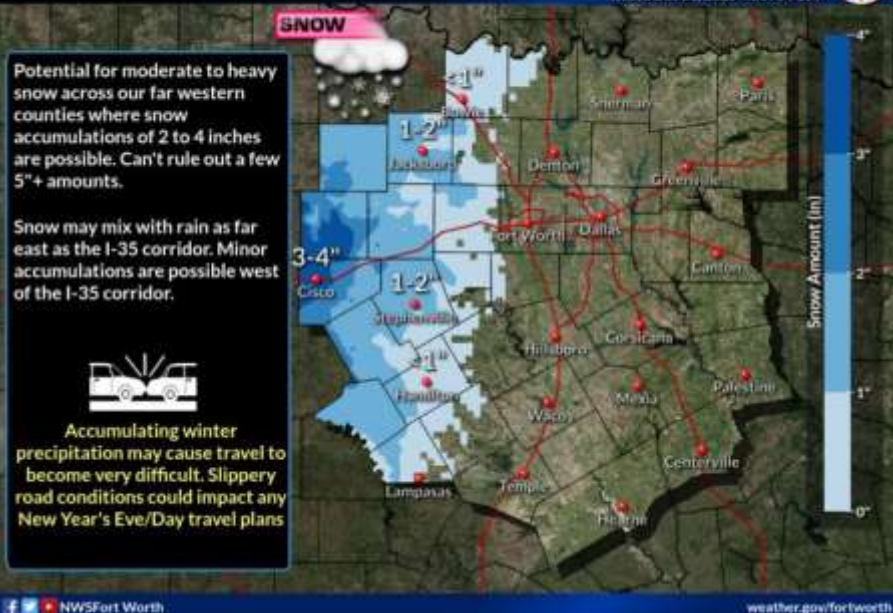 SNOW
Potential for moderate to heavy
snow across our far western
counties where snow
accumulations of 2 to 4 inches
are possible. Can't rule out a few
5"+ amounts.
Snow may mix with rain as far
east as the I-35 corridor. Minor
accumulations are possible west
of the I-35 corridor.
Accumulating winter
precipitation may cause travel to
become very difficult. Slippery
road conditions could impact any
New Year's Eve/Day travel plans
<1"
Bowie
Sherman
Paris
1-2"
Jacksboro
Denton
Greenville
Fort Worth
Dallas
Canton
3-4"
Cisco
1-2"
Stephenville
Hillsboro
Corsicana
<1"
Hamilton
Waco
Mexia
Palestine
Lampasas
Temple
Centerville
Hearne
4"
3"
2"
1"
0"
Snow Amount (in)
NWSFort Worth
weather.gov/fortworth